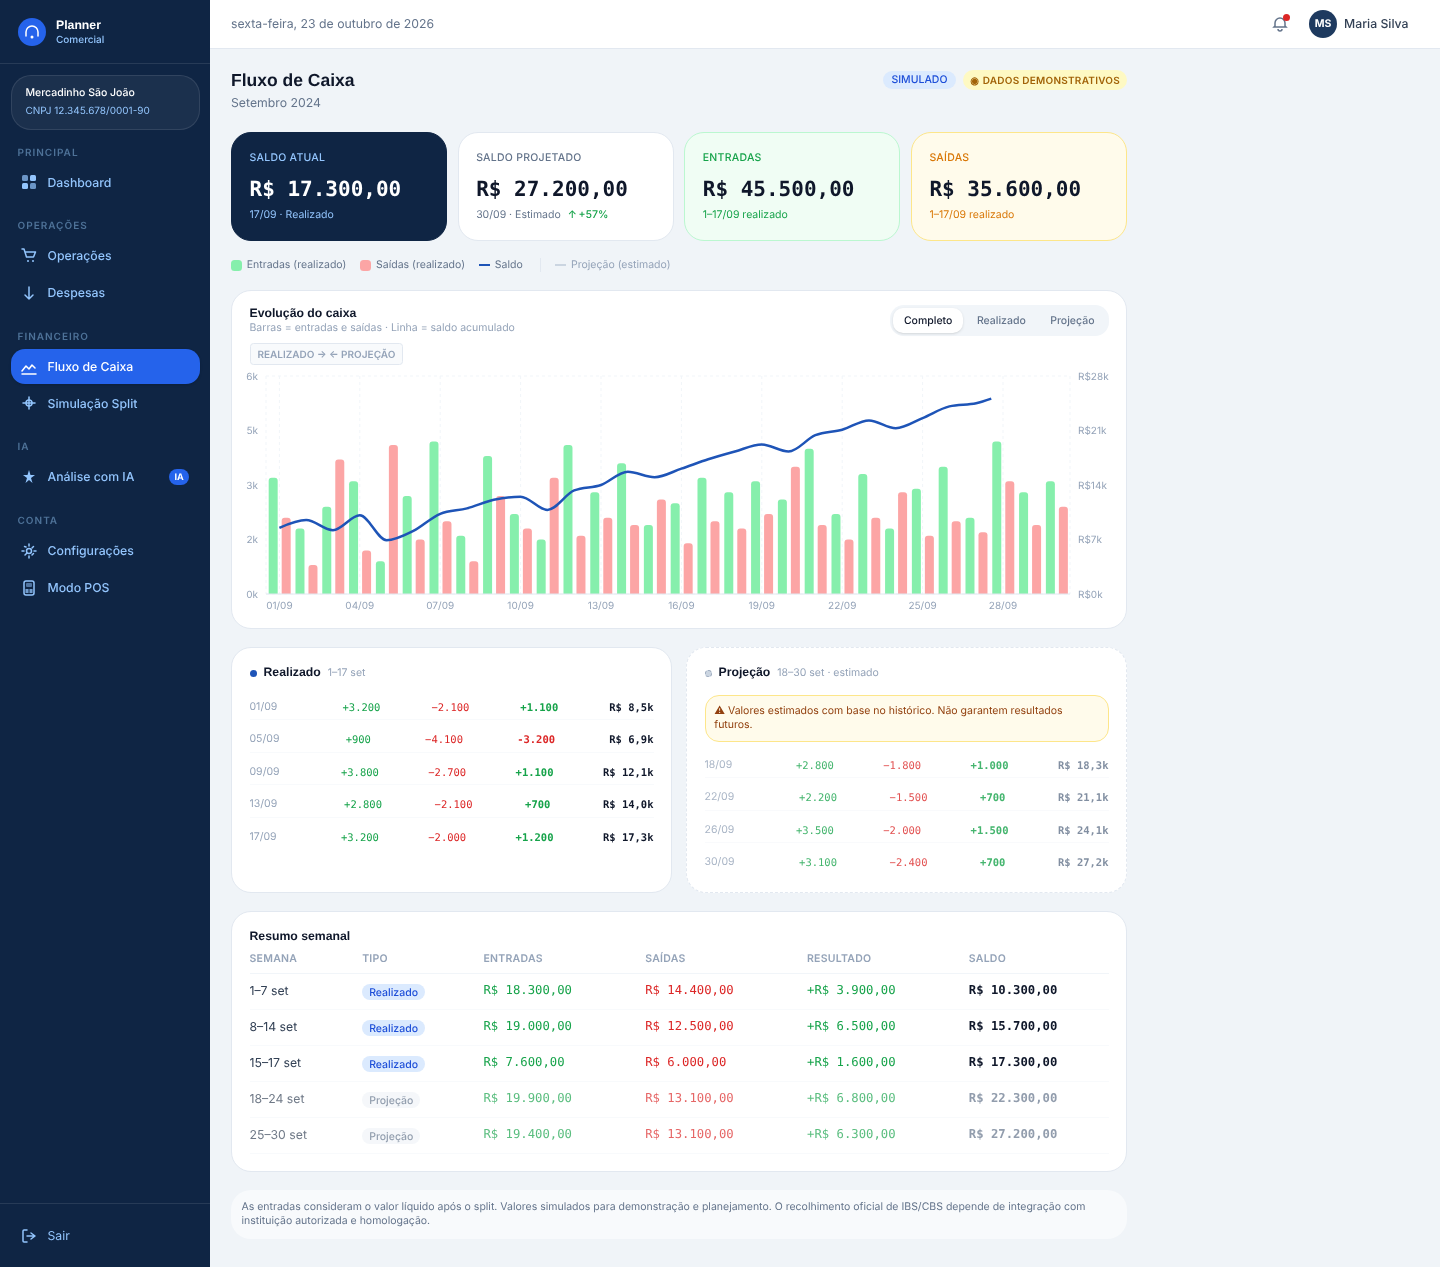 Planner
Comercial
Mercadinho São João
CNPJ 12.345.678/0001-90
PRINCIPAL
Dashboard
OPERAÇÕES
Operações
Despesas
FINANCEIRO
Fluxo de Caixa
Simulação Split
IA
Análise com IA IA
CONTA
Configurações
Modo POS
Sair
sexta-feira, 23 de outubro de 2026
MS Maria Silva
Fluxo de Caixa
Setembro 2024
SIMULADO ◉ DADOS DEMONSTRATIVOS
SALDO ATUAL
R$ 17.300,00
17/09 · Realizado
SALDO PROJETADO
R$ 27.200,00
30/09 · Estimado ↑ +57%
ENTRADAS
R$ 45.500,00
1–17/09 realizado
SAÍDAS
R$ 35.600,00
1–17/09 realizado
Entradas (realizado) Saídas (realizado) Saldo Projeção (estimado)
Evolução do caixa
Barras = entradas e saídas · Linha = saldo acumulado
Completo Realizado Projeção
REALIZADO → ← PROJEÇÃO
6k R$28k
5k R$21k
3k R$14k
2k R$7k
0k R$0k
01/09 04/09 07/09 10/09 13/09 16/09 19/09 22/09 25/09 28/09
Realizado 1–17 set
01/09 +3.200 −2.100 +1.100 R$ 8,5k
05/09 +900 −4.100 -3.200 R$ 6,9k
09/09 +3.800 −2.700 +1.100 R$ 12,1k
13/09 +2.800 −2.100 +700 R$ 14,0k
17/09 +3.200 −2.000 +1.200 R$ 17,3k
Projeção 18–30 set · estimado
⚠ Valores estimados com base no histórico. Não garantem resultados
futuros.
18/09 +2.800 −1.800 +1.000 R$ 18,3k
22/09 +2.200 −1.500 +700 R$ 21,1k
26/09 +3.500 −2.000 +1.500 R$ 24,1k
30/09 +3.100 −2.400 +700 R$ 27,2k
Resumo semanal
SEMANA TIPO ENTRADAS SAÍDAS RESULTADO SALDO
1–7 set Realizado R$ 18.300,00 R$ 14.400,00 +R$ 3.900,00 R$ 10.300,00
8–14 set Realizado R$ 19.000,00 R$ 12.500,00 +R$ 6.500,00 R$ 15.700,00
15–17 set Realizado R$ 7.600,00 R$ 6.000,00 +R$ 1.600,00 R$ 17.300,00
18–24 set Projeção R$ 19.900,00 R$ 13.100,00 +R$ 6.800,00 R$ 22.300,00
25–30 set Projeção R$ 19.400,00 R$ 13.100,00 +R$ 6.300,00 R$ 27.200,00
As entradas consideram o valor líquido após o split. Valores simulados para demonstração e planejamento. O recolhimento oficial de IBS/CBS depende de integração com
instituição autorizada e homologação.